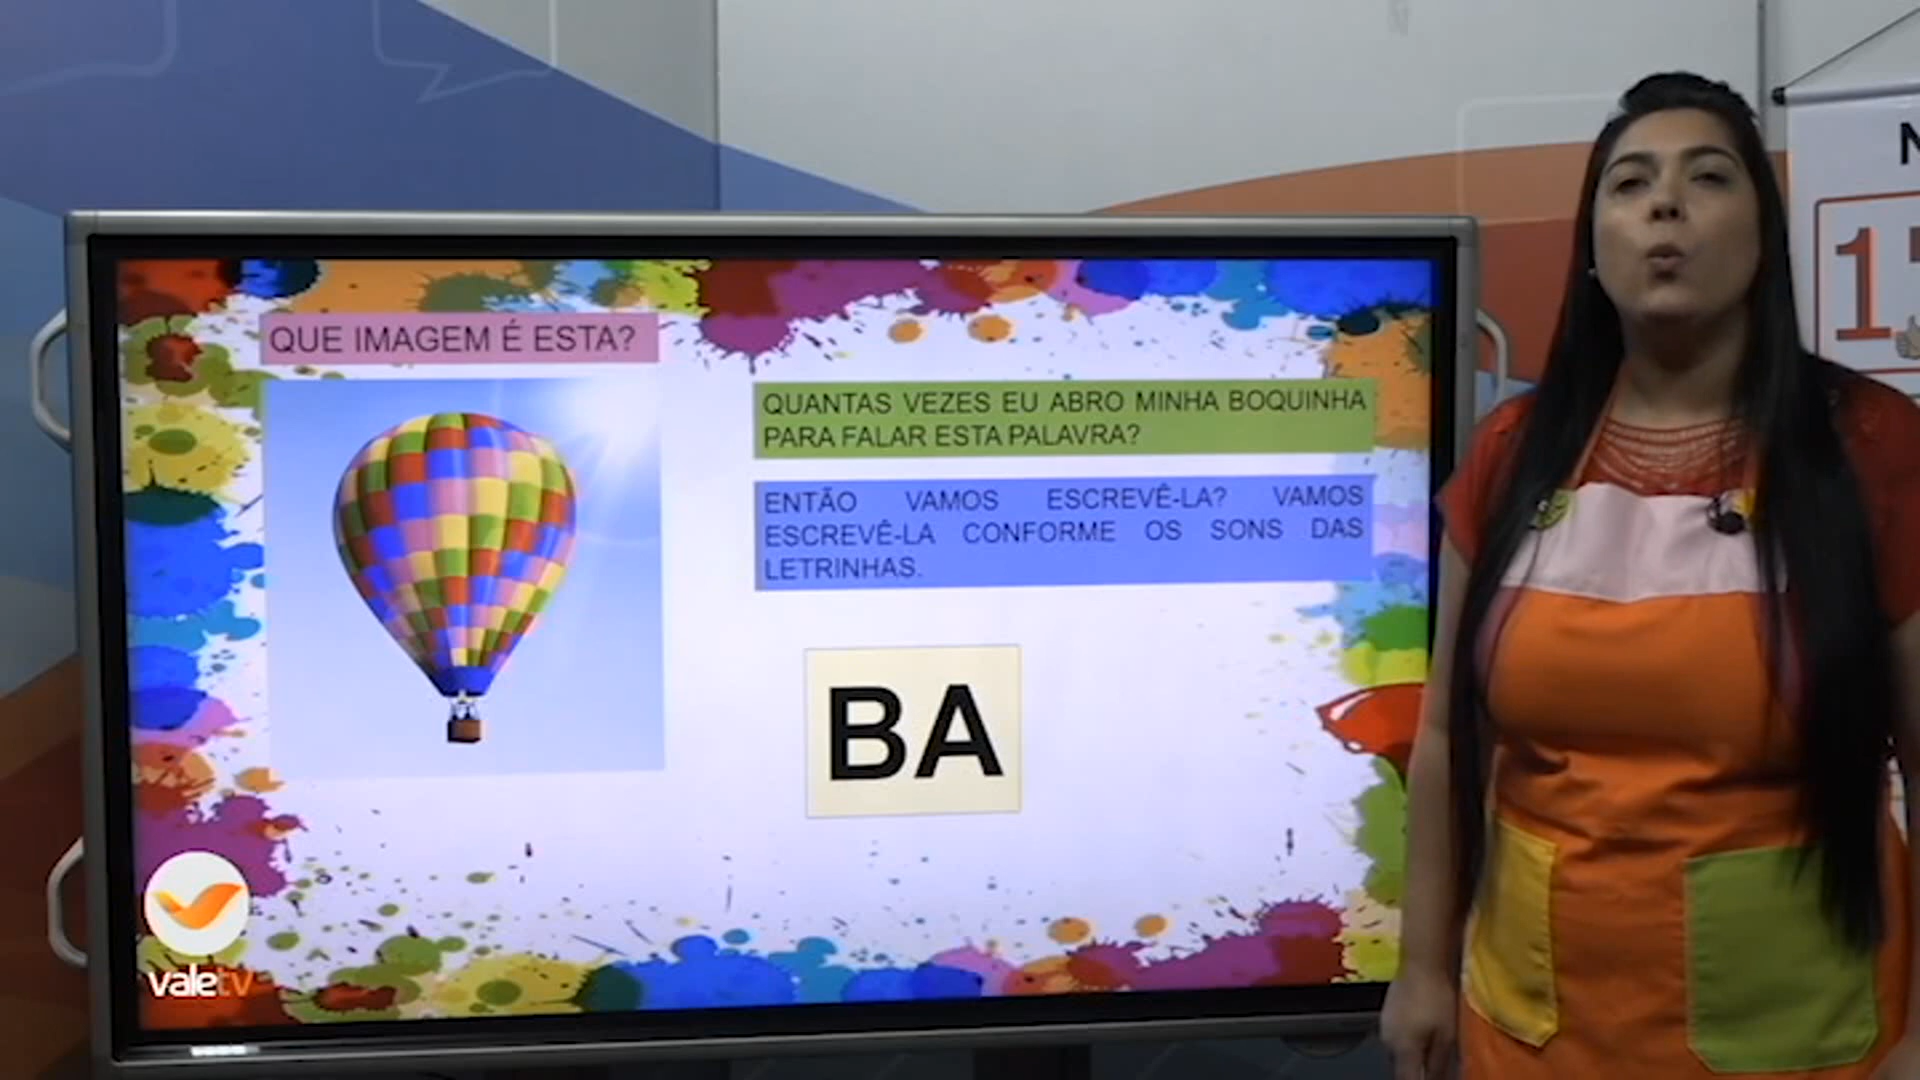 QUE IMAGEM É ESTA?
QUANTAS VEZES EU ABRO MINHA BOQUINHA
PARA FALAR ESTA PALAVRA?
ENTÃO VAMOS ESCREVÊ-LA? VAMOS
ESCREVÊ-LA CONFORME OS SONS DAS
LETRINHAS.
BA
valetv
N
1